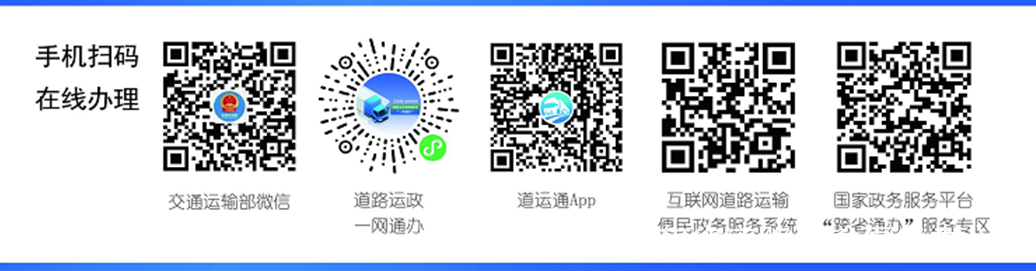 手机扫码
在线办理
交通运输部微信
道路运政
一网通办
道运通App
互联网道路运输
便民政务服务系统
国家政务服务平台
“跨省通办”服务专区